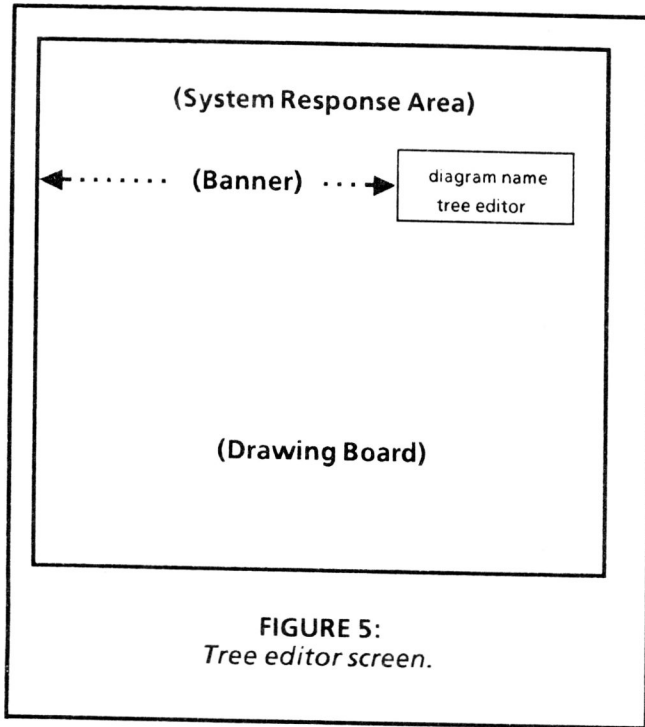 (System Response Area)
(Banner)
diagram name
tree editor
(Drawing Board)
FIGURE 5:
Tree editor screen.